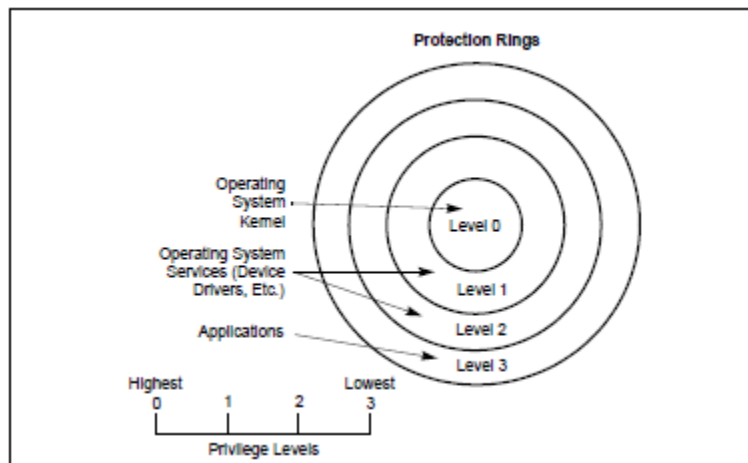 Protection Rings
Operating
System
Kernel
Level 0
Operating System
Services (Device
Drivers, Etc.)
Level 1
Level 2
Applications
Level 3
Highest
Lowest
0
1
2
3
Privilege Levels